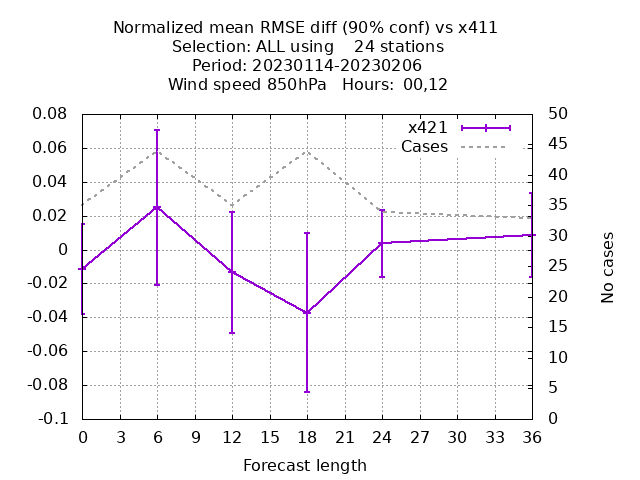 Normalized mean RMSE diff (90% conf) vs x411
Selection: ALL using    24 stations
Period: 20230114-20230206
Wind speed 850hPa   Hours:  00,12
x421
Cases
0.08
0.06
0.04
0.02
0
-0.02
-0.04
-0.06
-0.08
-0.1
50
45
40
35
30
25
20
15
10
5
0
No cases
0 3 6 9 12 15 18 21 24 27 30 33 36
Forecast length